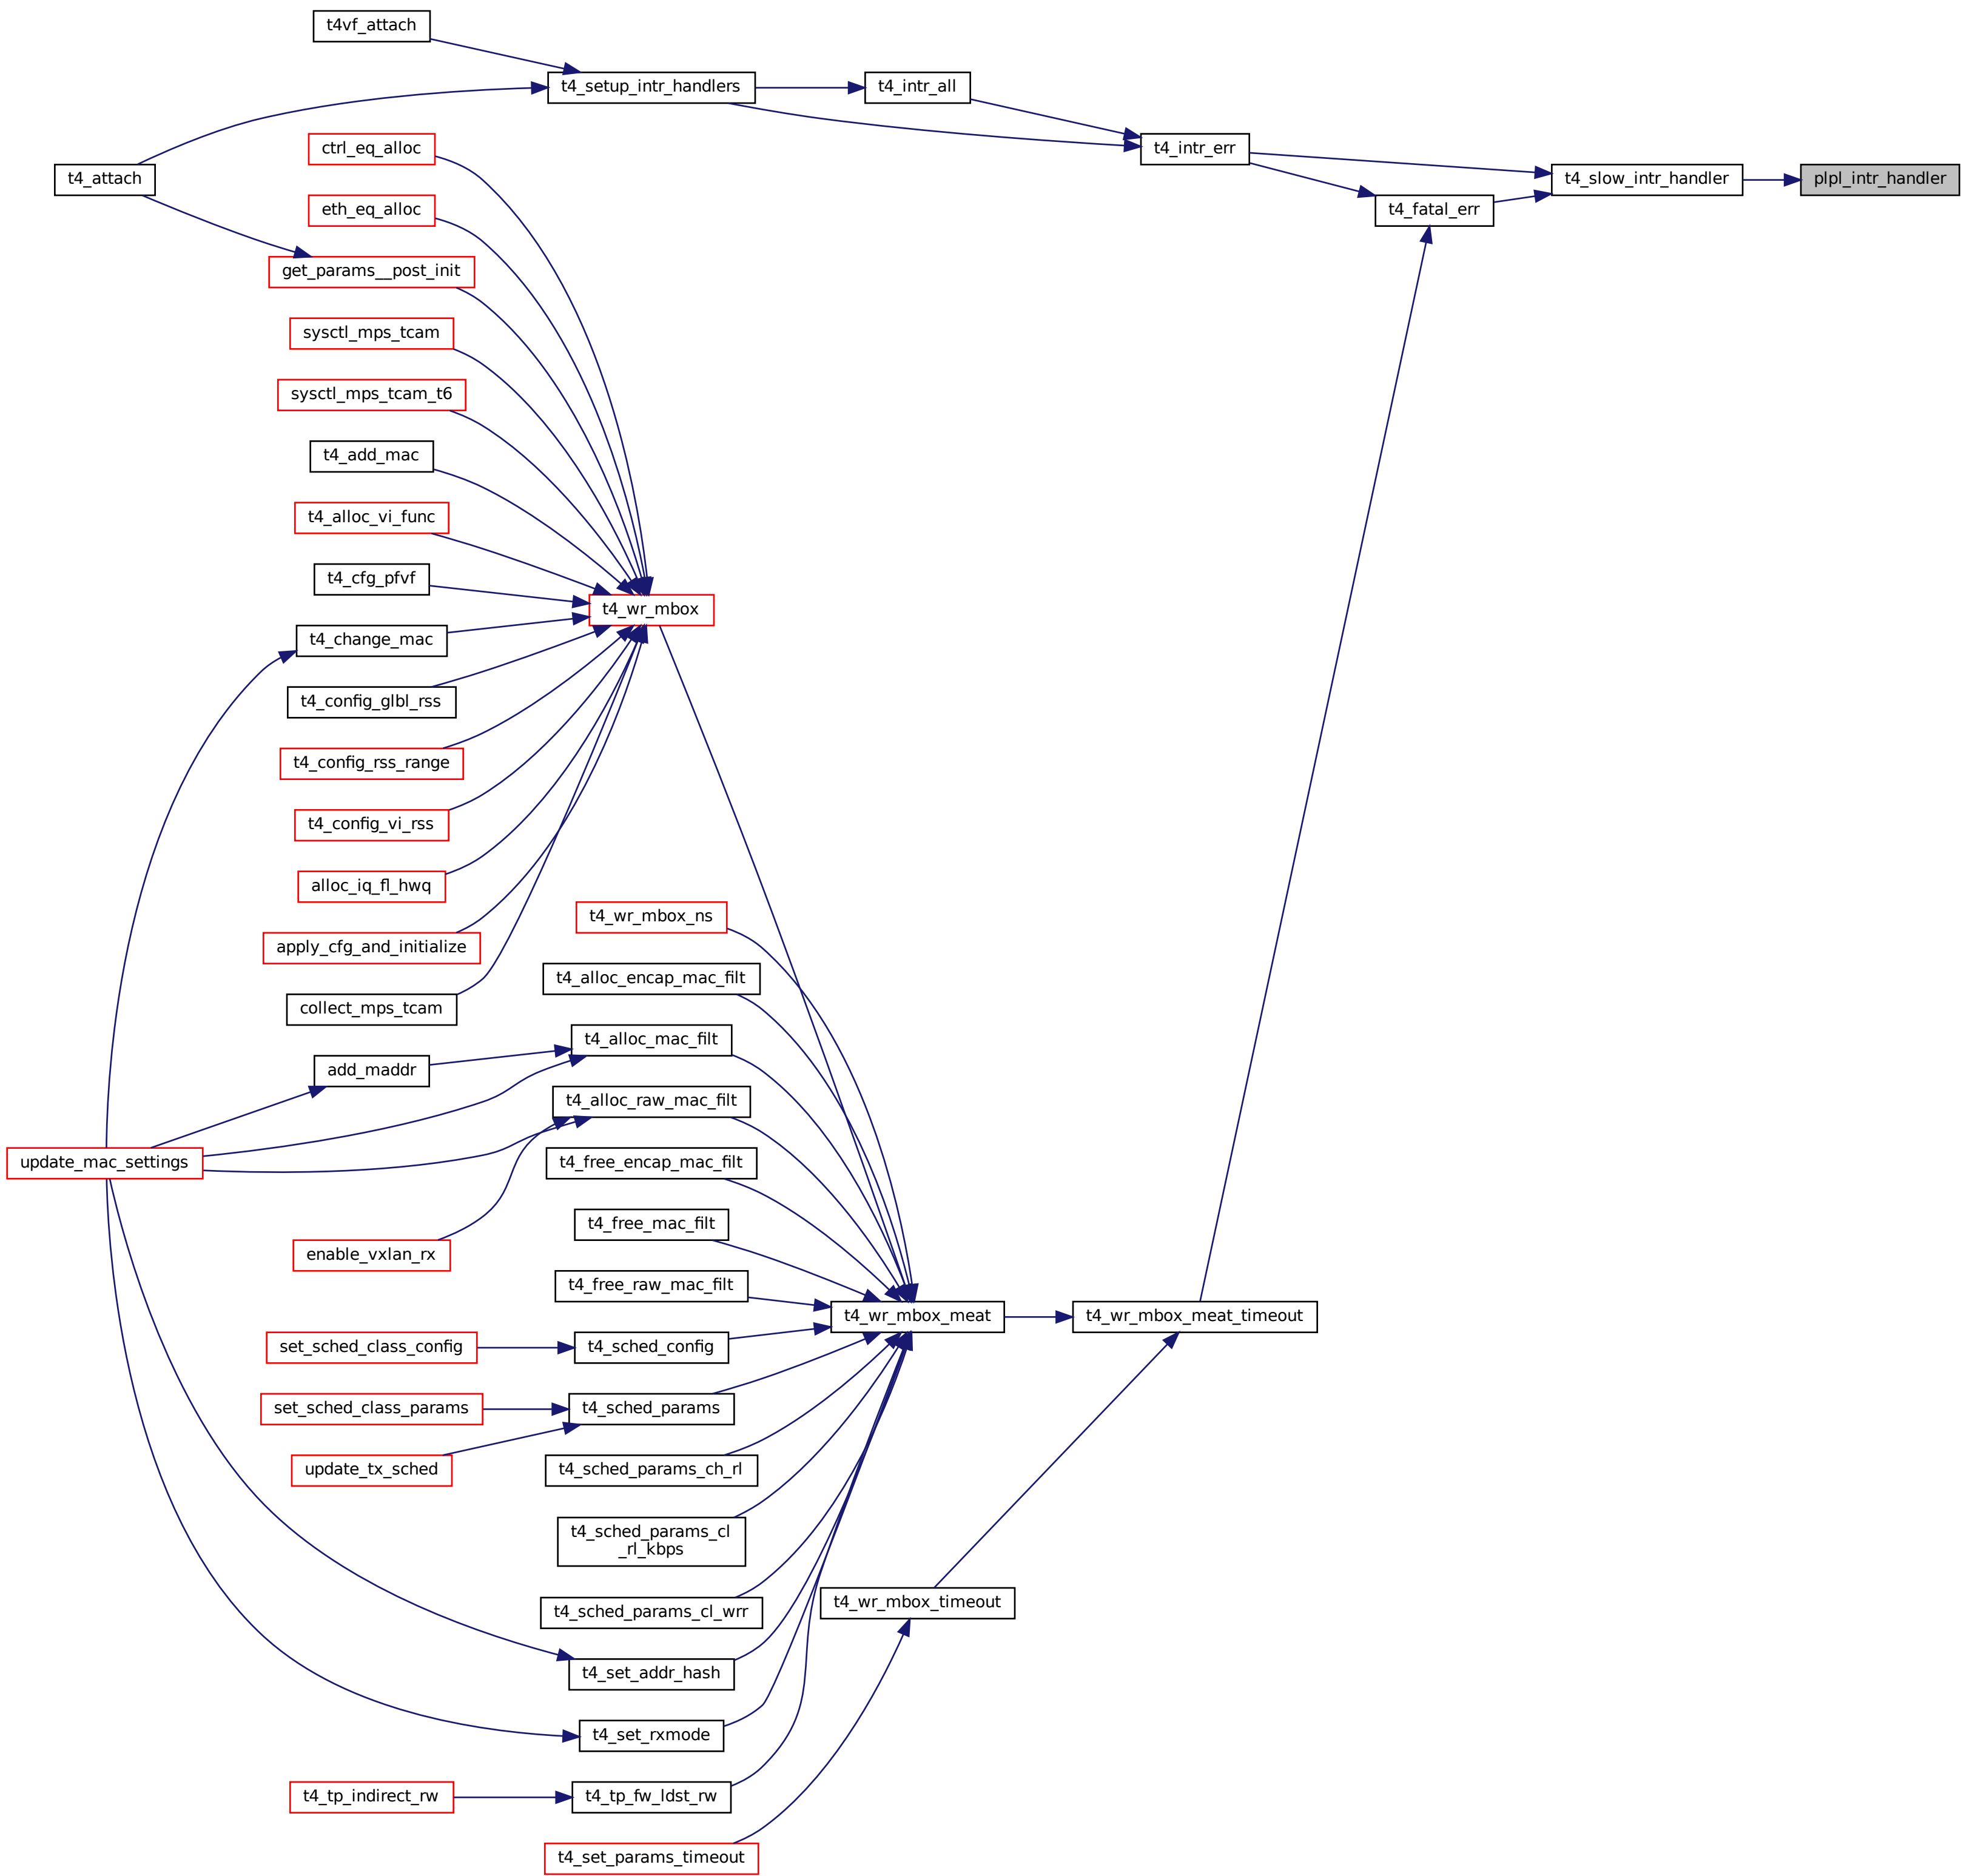 t4vf_attach
t4_setup_intr_handlers
t4_intr_all
ctrl_eq_alloc
t4_intr_err
t4_attach
t4_slow_intr_handler
plpl_intr_handler
eth_eq_alloc
t4_fatal_err
get_params__post_init
sysctl_mps_tcam
sysctl_mps_tcam_t6
t4_add_mac
t4_alloc_vi_func
t4_cfg_pfvf
t4_wr_mbox
t4_change_mac
t4_config_glbl_rss
t4_config_rss_range
t4_config_vi_rss
alloc_iq_fl_hwq
t4_wr_mbox_ns
apply_cfg_and_initialize
t4_alloc_encap_mac_filt
collect_mps_tcam
t4_alloc_mac_filt
add_maddr
t4_alloc_raw_mac_filt
update_mac_settings
t4_free_encap_mac_filt
t4_free_mac_filt
enable_vxlan_rx
t4_free_raw_mac_filt
t4_wr_mbox_meat
t4_wr_mbox_meat_timeout
set_sched_class_config
t4_sched_config
set_sched_class_params
t4_sched_params
update_tx_sched
t4_sched_params_ch_rl
t4_sched_params_cl
_rl_kbps
t4_wr_mbox_timeout
t4_sched_params_cl_wrr
t4_set_addr_hash
t4_set_rxmode
t4_tp_indirect_rw
t4_tp_fw_ldst_rw
t4_set_params_timeout